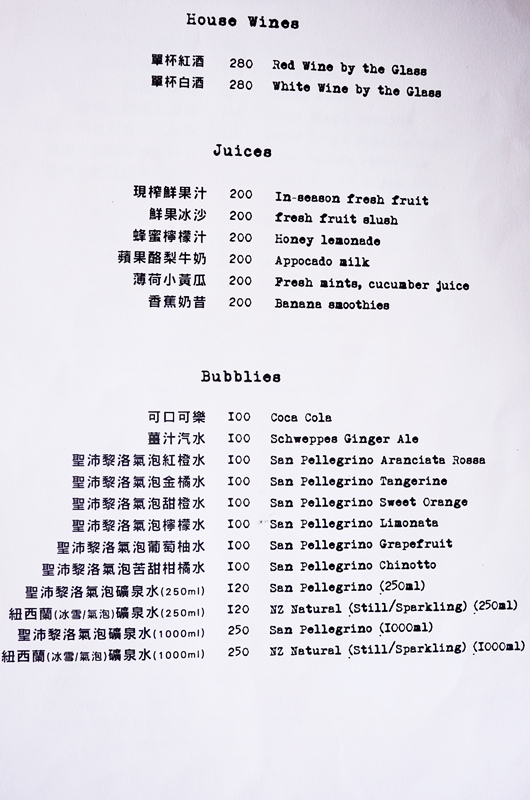 House Wines
單杯紅酒 280 Red Wine by the Glass
單杯白酒 280 White Wine by the Glass
Juices
現榨鮮果汁 200 In-season fresh fruit
鮮果冰沙 200 fresh fruit slush
蜂蜜檸檬汁 200 Honey lemonade
蘋果酪梨牛奶 200 Appocado milk
薄荷小黃瓜 200 Fresh mints, cucumber juice
香蕉奶昔 200 Banana smoothies
Bubblies
可口可樂 100 Coca Cola
薑汁汽水 100 Schweppes Ginger Ale
聖沛黎洛氣泡紅橙水 100 San Pellegrino Aranciata Rossa
聖沛黎洛氣泡金橘水 100 San Pellegrino Tangerine
聖沛黎洛氣泡甜橙水 100 San Pellegrino Sweet Orange
聖沛黎洛氣泡檸檬水 100 San Pellegrino Limonata
聖沛黎洛氣泡葡萄柚水 100 San Pellegrino Grapefruit
聖沛黎洛氣泡苦甜柑橘水 100 San Pellegrino Chinotto
聖沛黎洛氣泡礦泉水(250ml) 120 San Pellegrino (250ml)
紐西蘭(冰雪/氣泡)礦泉水(250ml) 120 NZ Natural (Still/Sparkling) (250ml)
聖沛黎洛氣泡礦泉水(1000ml) 250 San Pellegrino (1000ml)
紐西蘭(冰雪/氣泡)礦泉水(1000ml) 250 NZ Natural (Still/Sparkling) (1000ml)